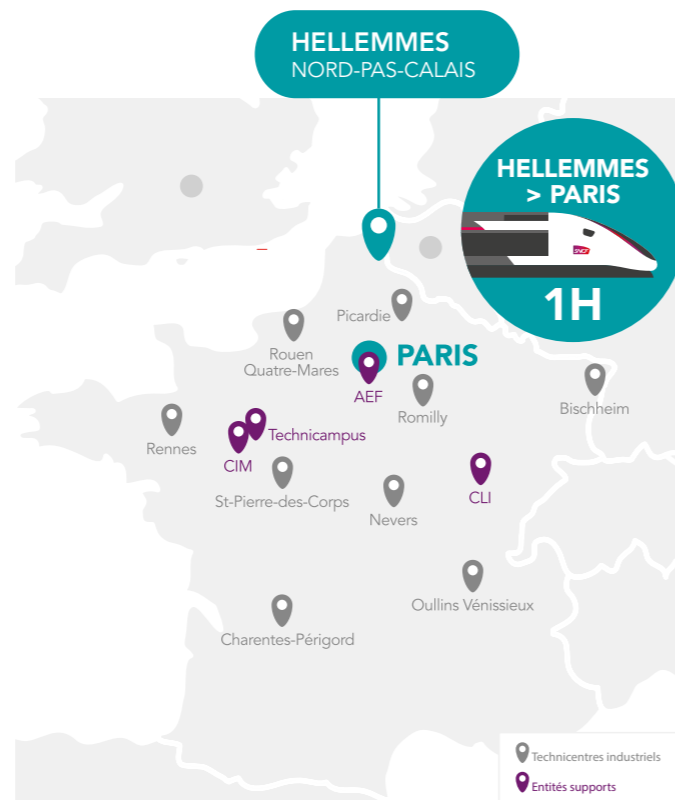 HELLEMMES
NORD-PAS-CALAIS
HELLEMMES
> PARIS
SNCF
1H
Picardie
Rouen
Quatre-Mares
PARIS
AEF
Romilly
Bischheim
Rennes
Technicampus
CIM
St-Pierre-des-Corps
Nevers
CLI
Oullins Vénissieux
Charentes-Périgord
Technicentres industriels
Entités supports